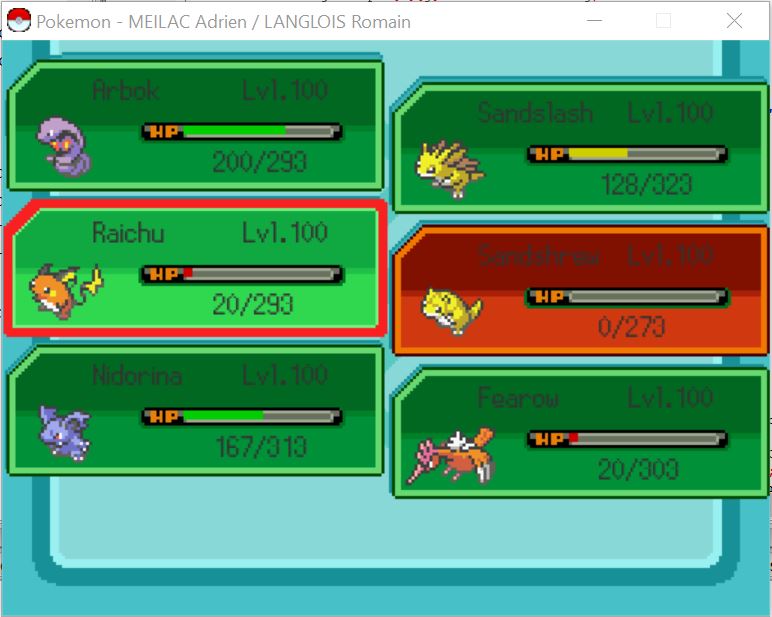 Pokemon - MEILAC Adrien / LANGLOIS Romain
Arbok Lvl.100
HP
200/293
Sandslash Lvl.100
HP
128/323
Raichu Lvl.100
HP
20/293
Sandshrew Lvl.100
HP
0/273
Nidorina Lvl.100
HP
167/313
Fearow Lvl.100
HP
20/303